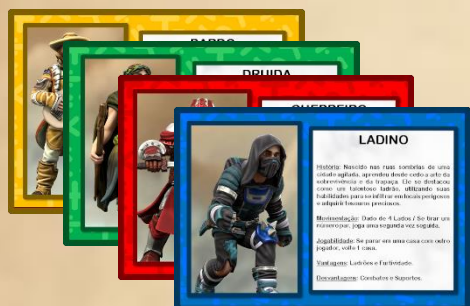 BARDO
DRUIDA
GUERREIRO
LADINO
História: Nascido nas ruas sombrias de uma
cidade agitada, aprendeu desde cedo a arte da
sobrevivência e da trapaça. Ele se destacou
como um talentoso ladrão, utilizando suas
habilidades para se infiltrar em locais perigosos
e adquirir tesouros preciosos.
Movimentação: Dado de 4 Lados / Se tirar um
número par, joga uma segunda vez seguida.
Jogabilidade: Se parar em uma casa com outro
jogador, volte 1 casa.
Vantagens: Ladrões e Furtividade.
Desvantagens: Combates e Suportes.